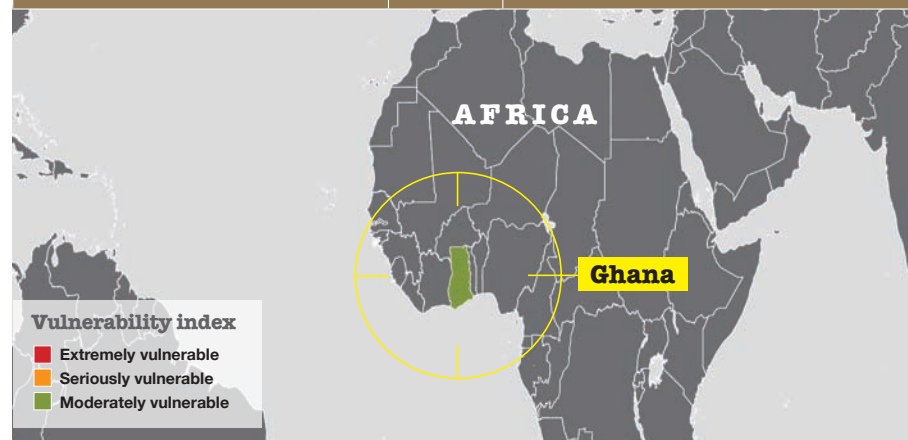 AFRICA
Ghana
Vulnerability index
Extremely vulnerable
Seriously vulnerable
Moderately vulnerable